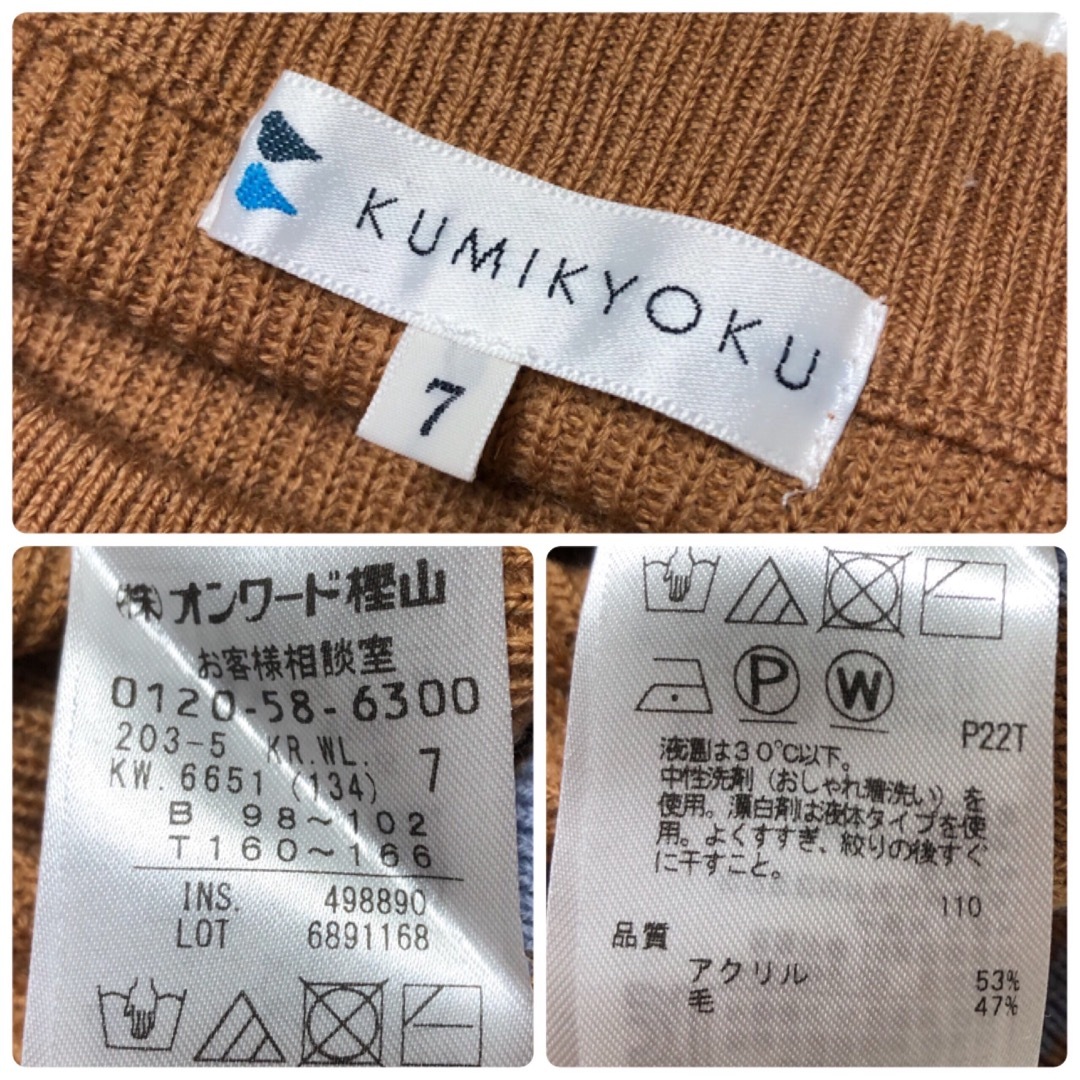 KUMIKYOKU
7
㈱オンワード樫山
お客様相談室
0120-58-6300
203-5 KR.WL. 7
KW.6651 (134)
B 98~102
T 160~166
INS. 498890
LOT 6891168
P W
P22T
液温は30℃以下。
中性洗剤（おしゃれ着洗い）を
使用。漂白剤は液体タイプを使
用。よくすすぎ、絞りの後すぐ
に干すこと。
110
品質
アクリル 53%
毛 47%